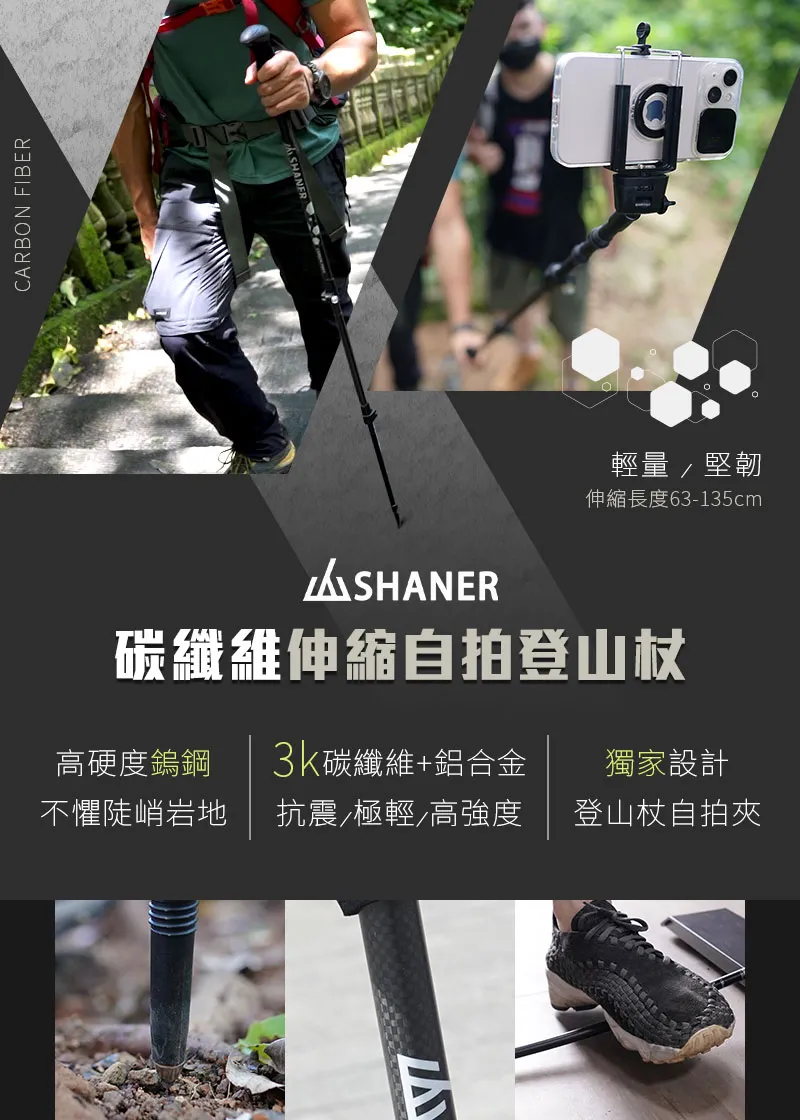 CARBON FIBER
SHANER
輕量 / 堅韌
伸縮長度63-135cm
SHANER
碳纖維伸縮自拍登山杖
高硬度鎢鋼
不懼陡峭岩地
3k碳纖維+鋁合金
抗震/極輕/高強度
獨家設計
登山杖自拍夾